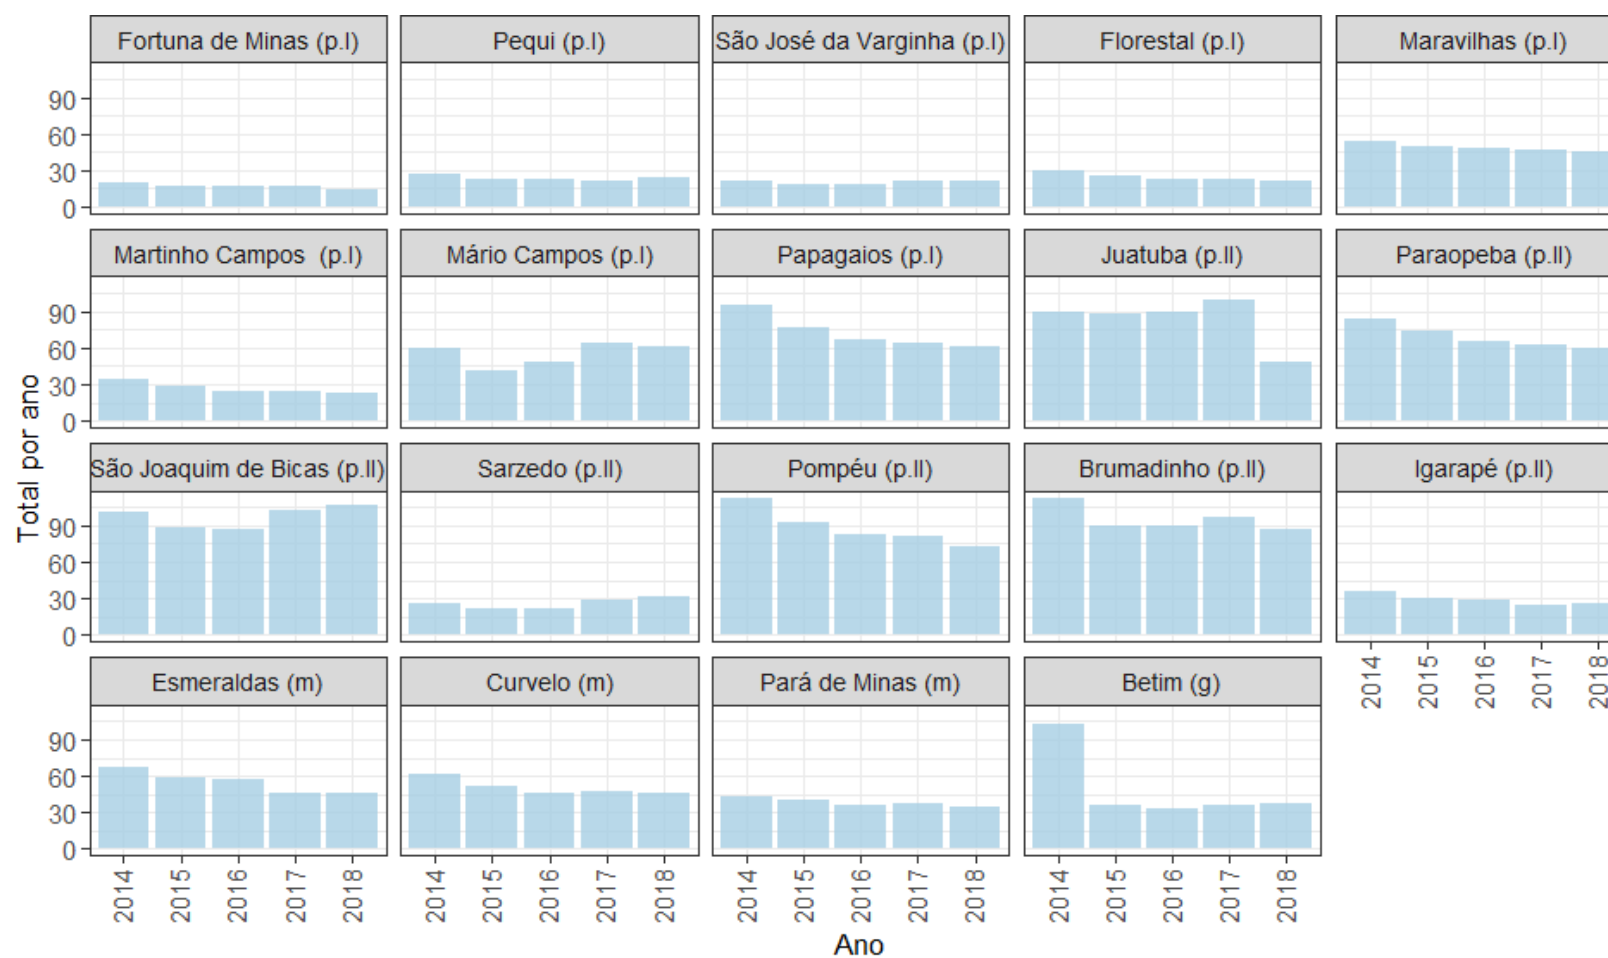 Fortuna de Minas (p.I)
Pequi (p.I)
São José da Varginha (p.I)
Florestal (p.I)
Maravilhas (p.I)
90
60
30
0
Martinho Campos  (p.I)
Mário Campos (p.I)
Papagaios (p.I)
Juatuba (p.II)
Paraopeba (p.II)
90
60
30
0
Total por ano
São Joaquim de Bicas (p.II)
Sarzedo (p.II)
Pompéu (p.II)
Brumadinho (p.II)
Igarapé (p.II)
90
60
30
0
2014
2015
2016
2017
2018
Esmeraldas (m)
Curvelo (m)
Pará de Minas (m)
Betim (g)
90
60
30
0
2014
2015
2016
2017
2018
2014
2015
2016
2017
2018
2014
2015
2016
2017
2018
2014
2015
2016
2017
2018
Ano